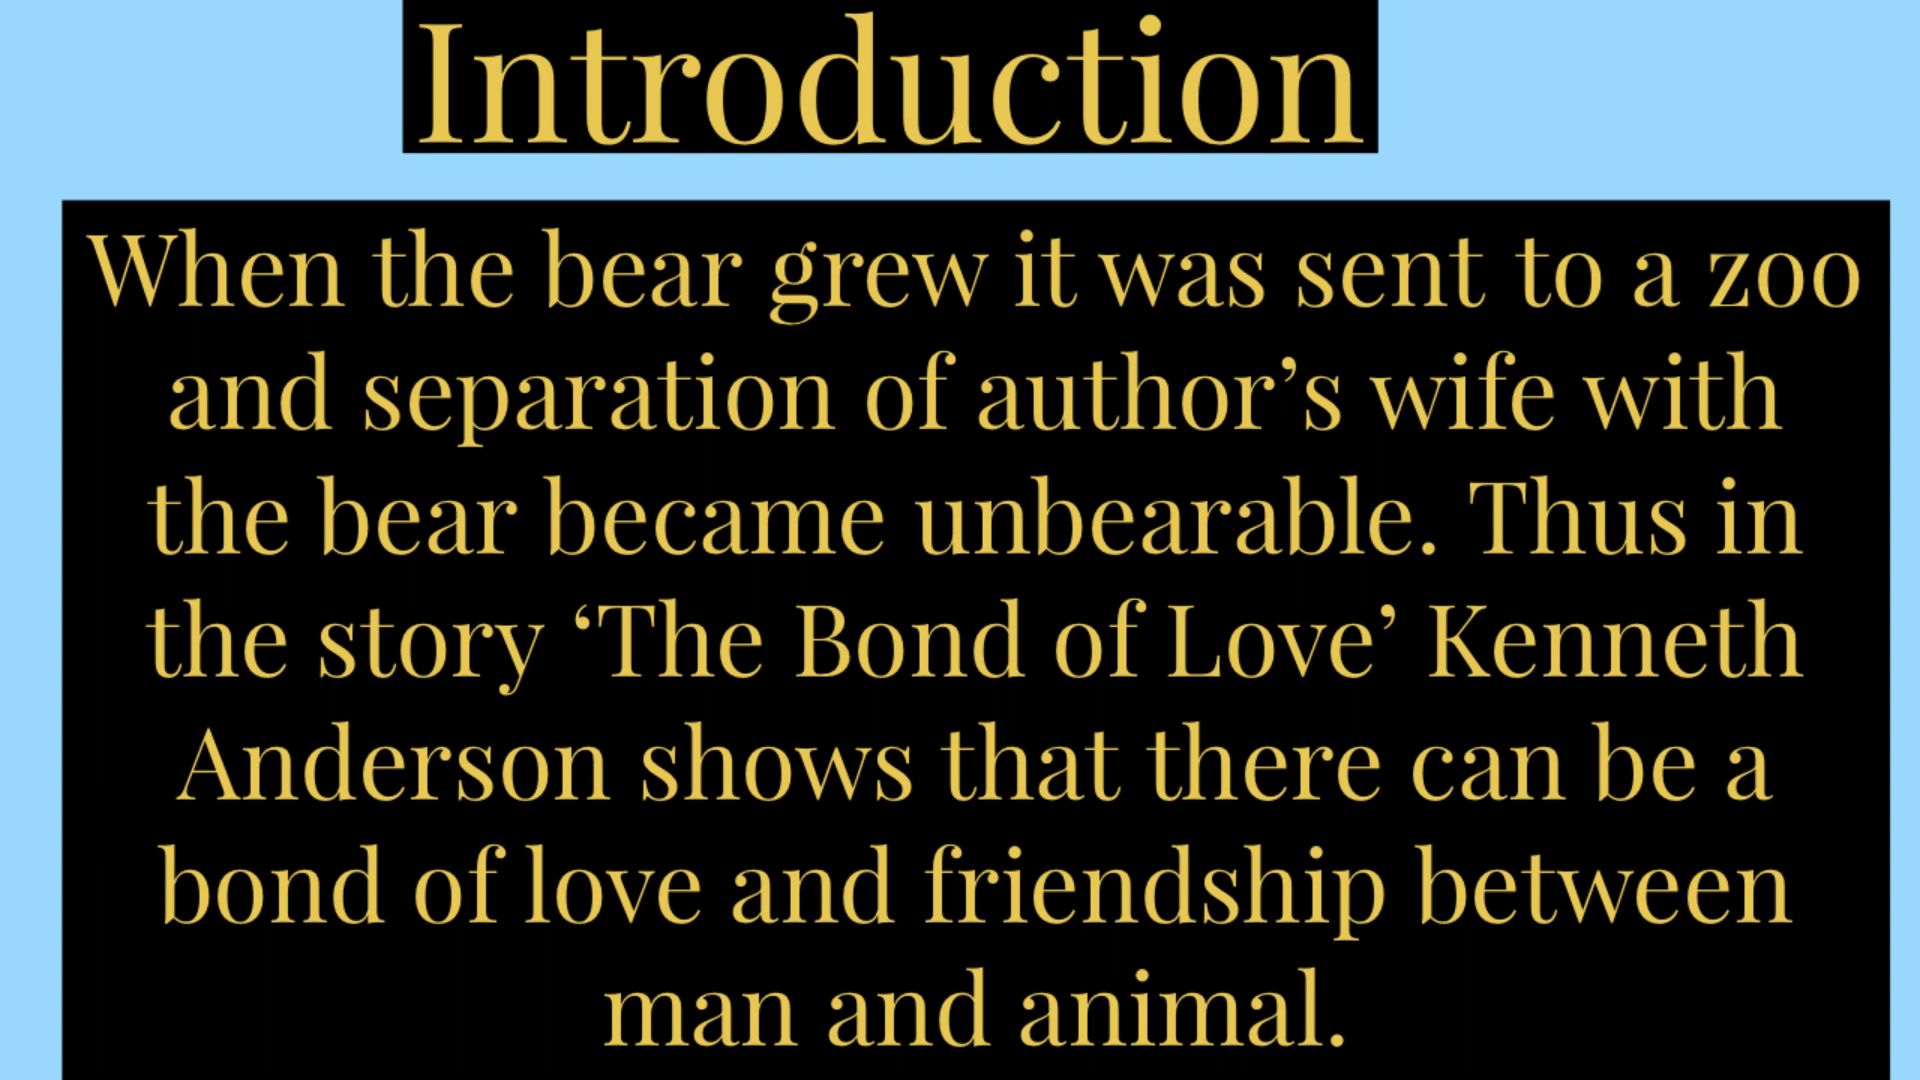 Introduction
When the bear grew it was sent to a zoo
and separation of author’s wife with
the bear became unbearable. Thus in
the story ‘The Bond of Love’ Kenneth
Anderson shows that there can be a
bond of love and friendship between
man and animal.